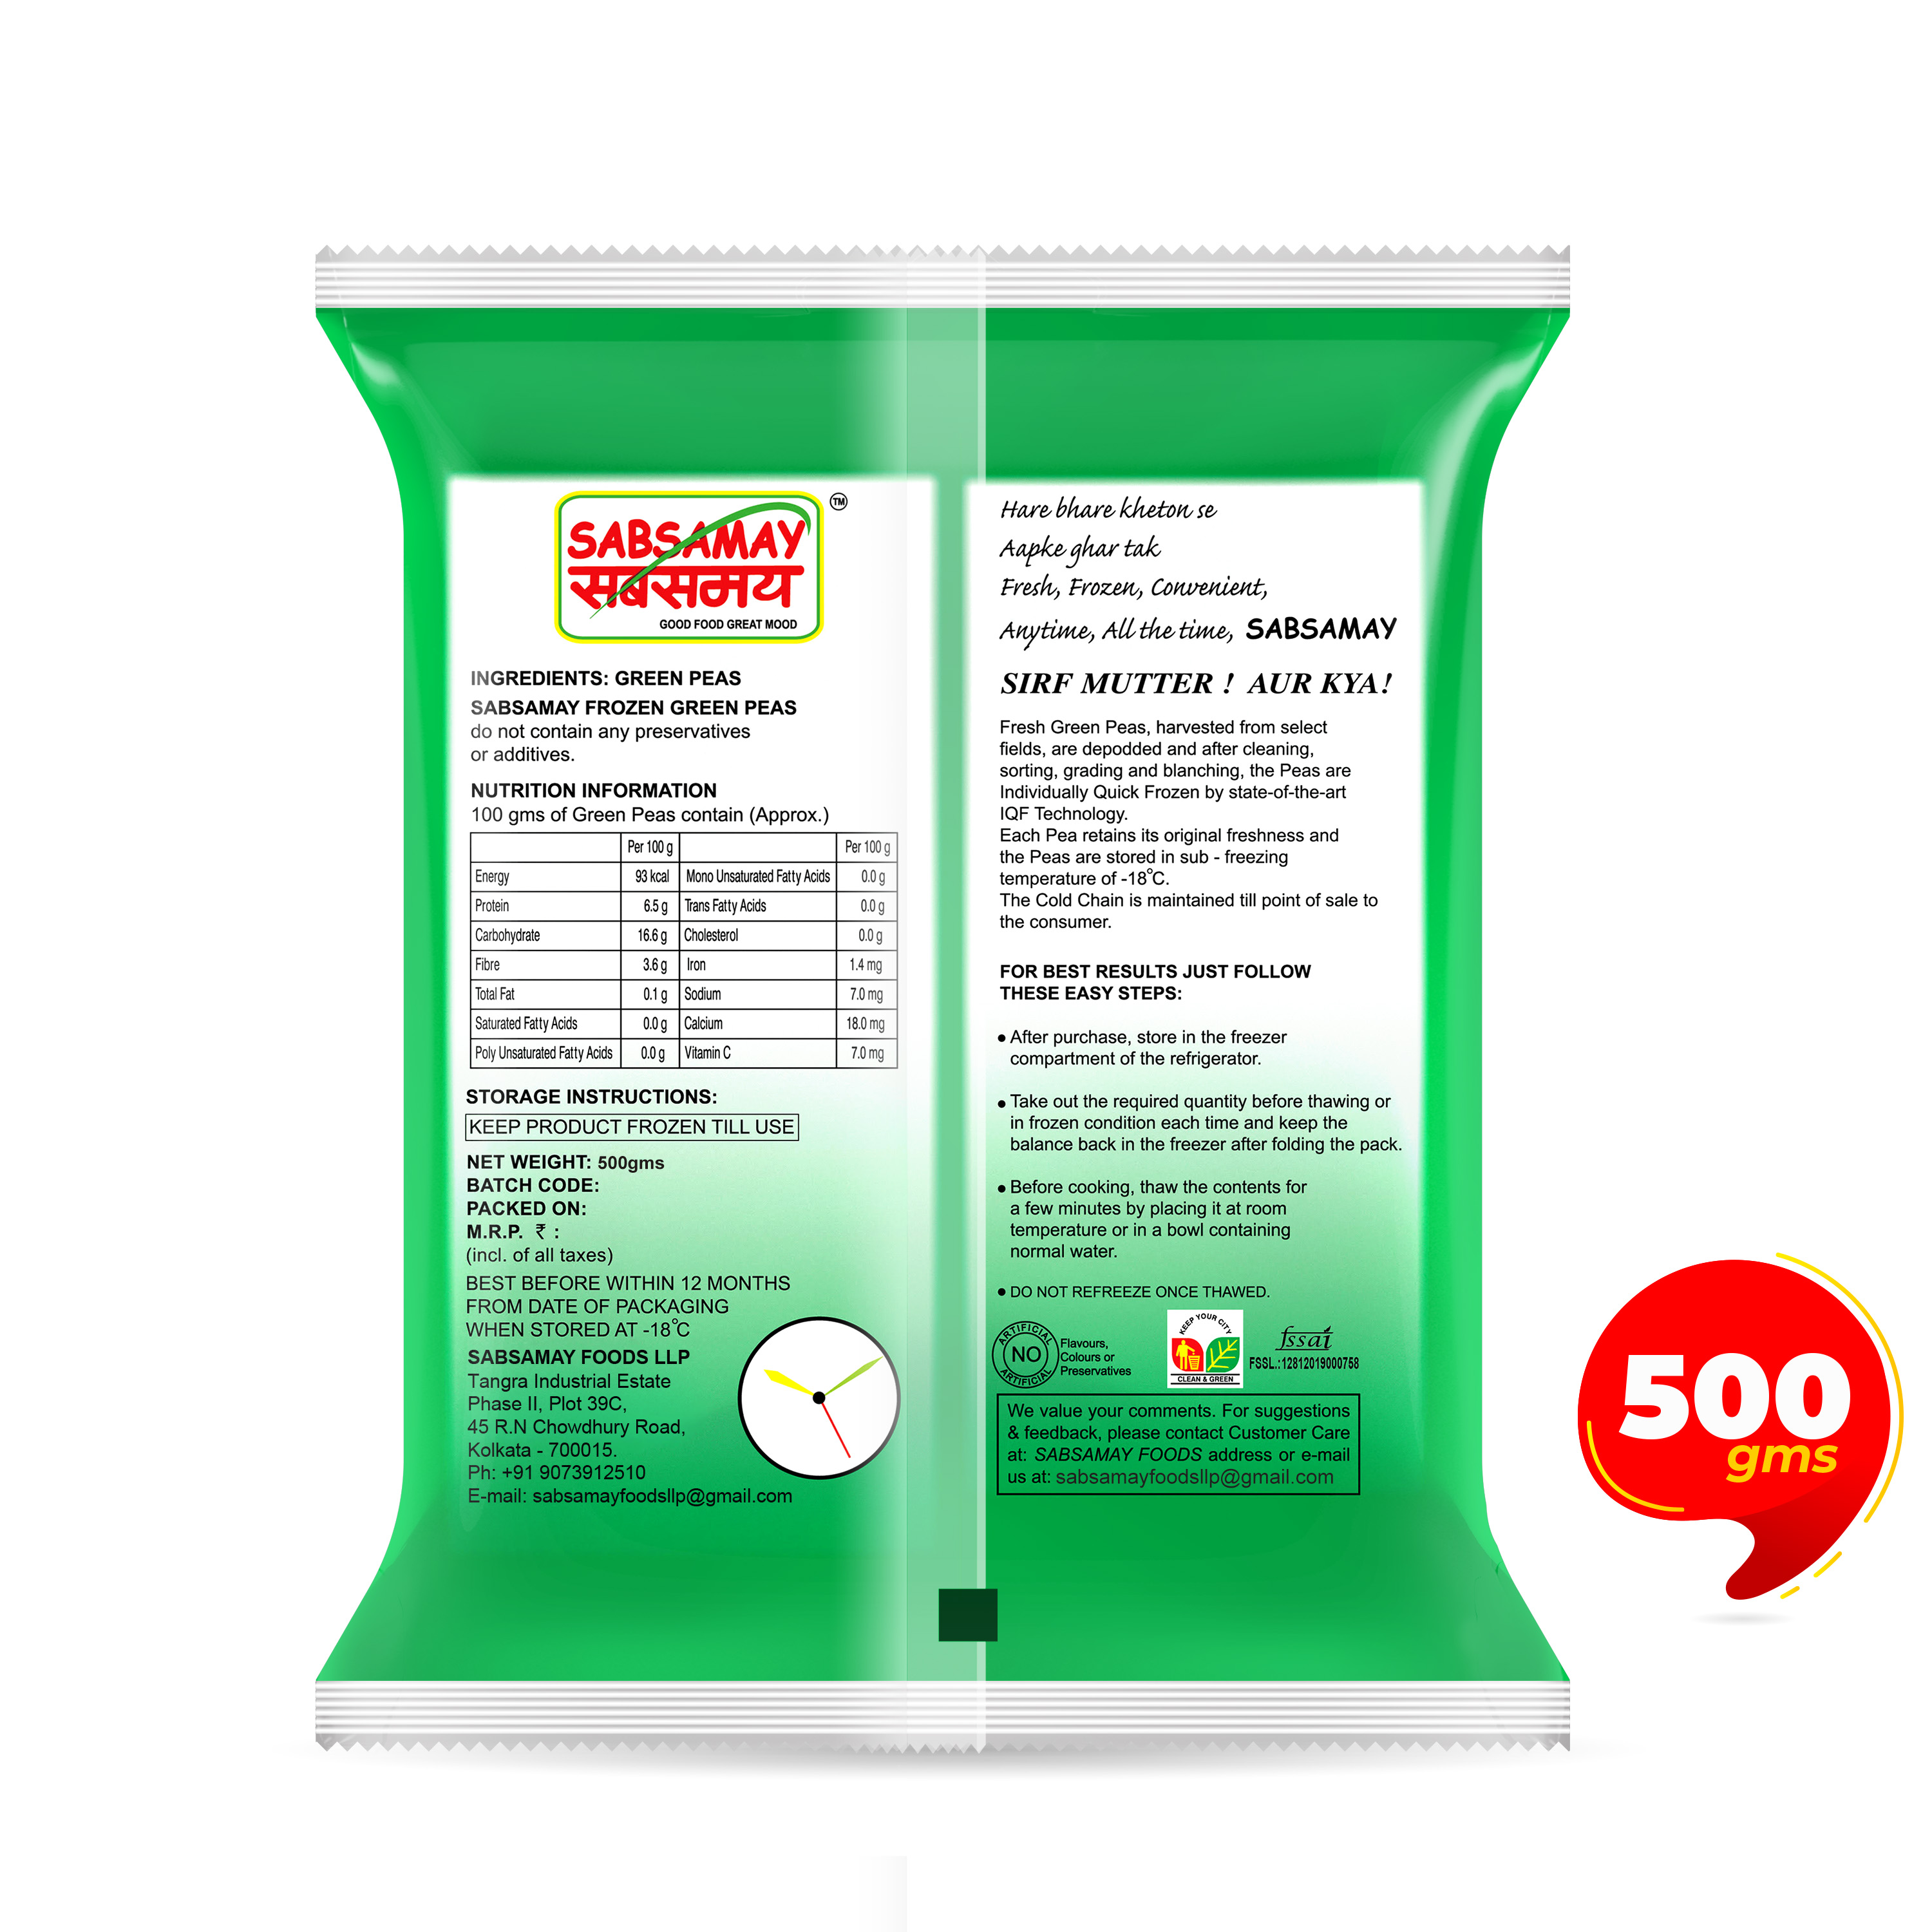 SABSAMAY
TM
सबसमय
GOOD FOOD GREAT MOOD
INGREDIENTS: GREEN PEAS
SABSAMAY FROZEN GREEN PEAS
do not contain any preservatives
or additives.
NUTRITION INFORMATION
100 gms of Green Peas contain (Approx.)
Per 100 g Per 100 g
Energy 93 kcal Mono Unsaturated Fatty Acids 0.0 g
Protein 6.5 g Trans Fatty Acids 0.0 g
Carbohydrate 16.6 g Cholesterol 0.0 g
Fibre 3.6 g Iron 1.4 mg
Total Fat 0.1 g Sodium 7.0 mg
Saturated Fatty Acids 0.0 g Calcium 18.0 mg
Poly Unsaturated Fatty Acids 0.0 g Vitamin C 7.0 mg
STORAGE INSTRUCTIONS:
KEEP PRODUCT FROZEN TILL USE
NET WEIGHT: 500gms
BATCH CODE:
PACKED ON:
M.R.P. ₹ :
(incl. of all taxes)
BEST BEFORE WITHIN 12 MONTHS
FROM DATE OF PACKAGING
WHEN STORED AT -18°C
SABSAMAY FOODS LLP
Tangra Industrial Estate
Phase II, Plot 39C,
45 R.N Chowdhury Road,
Kolkata - 700015.
Ph: +91 9073912510
E-mail: sabsamayfoodsllp@gmail.com
Hare bhare kheton se
Aapke ghar tak
Fresh, Frozen, Convenient,
Anytime, All the time, SABSAMAY
SIRF MUTTER ! AUR KYA!
Fresh Green Peas, harvested from select
fields, are depodded and after cleaning,
sorting, grading and blanching, the Peas are
Individually Quick Frozen by state-of-the-art
IQF Technology.
Each Pea retains its original freshness and
the Peas are stored in sub - freezing
temperature of -18°C.
The Cold Chain is maintained till point of sale to
the consumer.
FOR BEST RESULTS JUST FOLLOW
THESE EASY STEPS:
• After purchase, store in the freezer
compartment of the refrigerator.
• Take out the required quantity before thawing or
in frozen condition each time and keep the
balance back in the freezer after folding the pack.
• Before cooking, thaw the contents for
a few minutes by placing it at room
temperature or in a bowl containing
normal water.
• DO NOT REFREEZE ONCE THAWED.
ARTIFICIAL
NO
ARTIFICIAL
Flavours,
Colours or
Preservatives
KEEP YOUR CITY
CLEAN & GREEN
fssai
FSSL.:12812019000758
We value your comments. For suggestions
& feedback, please contact Customer Care
at: SABSAMAY FOODS address or e-mail
us at: sabsamayfoodsllp@gmail.com
500
gms